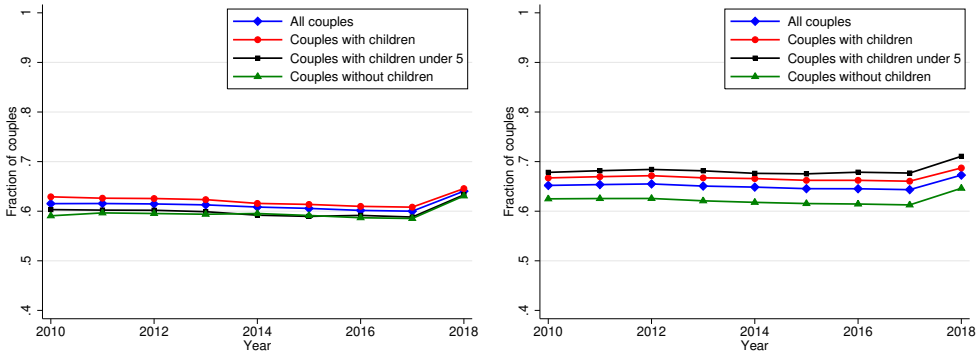 All couples
Couples with children
Couples with children under 5
Couples without children
Fraction of couples
1
.9
.8
.7
.6
.5
.4
2010 2012 2014 2016 2018
Year
All couples
Couples with children
Couples with children under 5
Couples without children
Fraction of couples
1
.9
.8
.7
.6
.5
.4
2010 2012 2014 2016 2018
Year